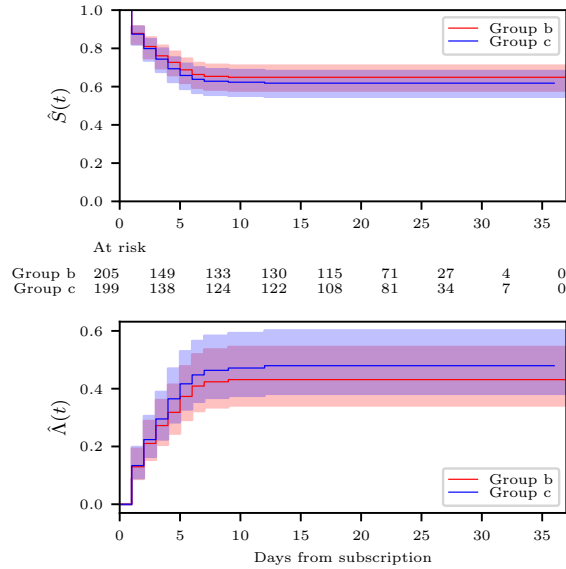 1.0
0.8
0.6
0.4
0.2
0.0
Ŝ(t)
Group b
Group c
0 5 10 15 20 25 30 35
At risk
Group b 205 149 133 130 115 71 27 4 0
Group c 199 138 124 122 108 81 34 7 0
0.6
0.4
0.2
0.0
Λ̂(t)
Group b
Group c
0 5 10 15 20 25 30 35
Days from subscription